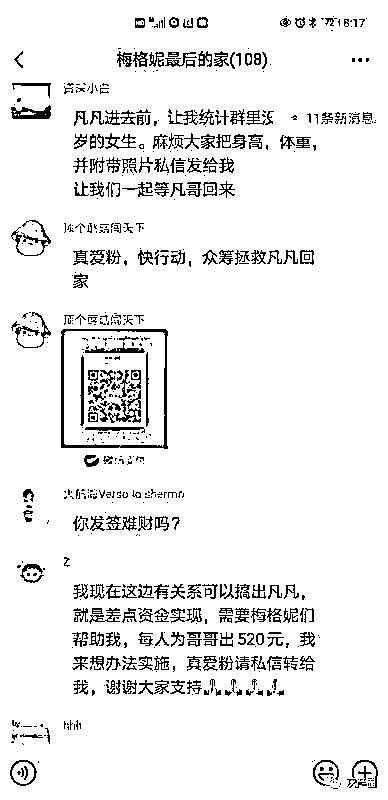 18:17
梅格妮最后的家(108)
凡凡进去前，让我统计群里没
11条新消息
岁的女生。麻烦大家把身高，体重，
并附带照片私信发给我
让我们一起等凡哥回来
真爱粉，快行动，众筹拯救凡凡回
家
Verso lo schermo
你发签难财吗？
z
我现在这边有关系可以搞出凡凡，
就是差点资金实现，需要梅格妮们
帮助我，每人为哥哥出520元，我
来想办法实施，真爱粉请私信转给
我，谢谢大家支持
hhh